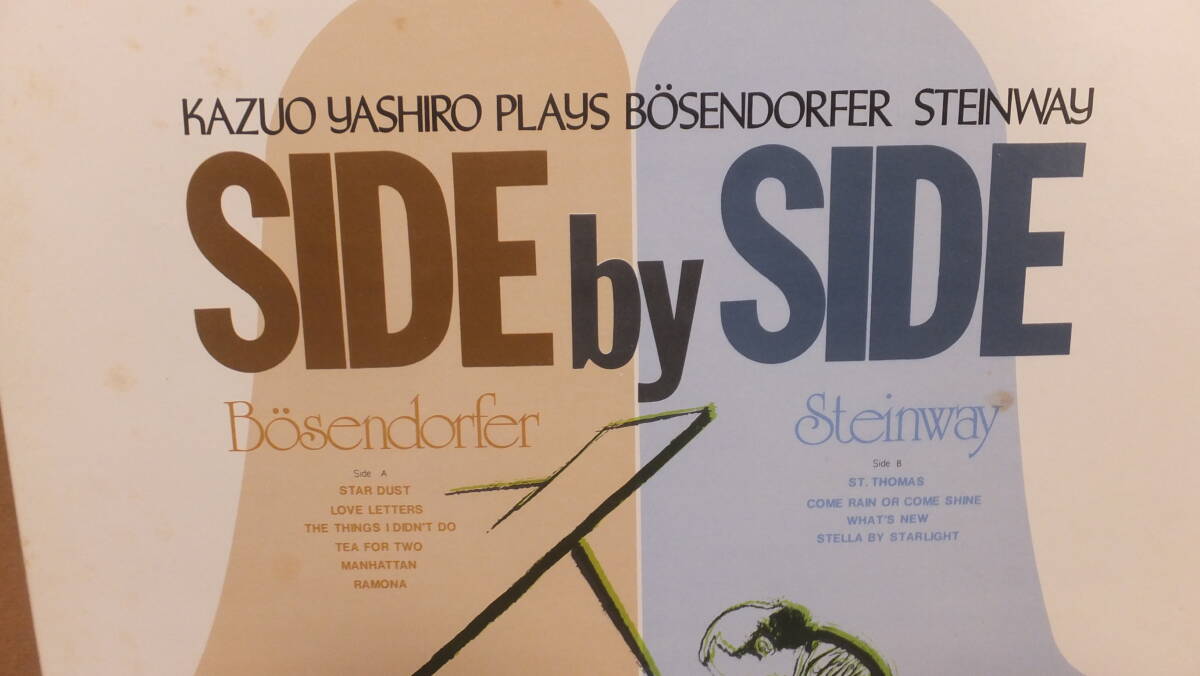 KAZUO YASHIRO PLAYS BÖSENDORFER STEINWAY
SIDE by SIDE
Bösendorfer
Side A
STAR DUST
LOVE LETTERS
THE THINGS I DIDN'T DO
TEA FOR TWO
MANHATTAN
RAMONA
Steinway
Side B
ST. THOMAS
COME RAIN OR COME SHINE
WHAT'S NEW
STELLA BY STARLIGHT